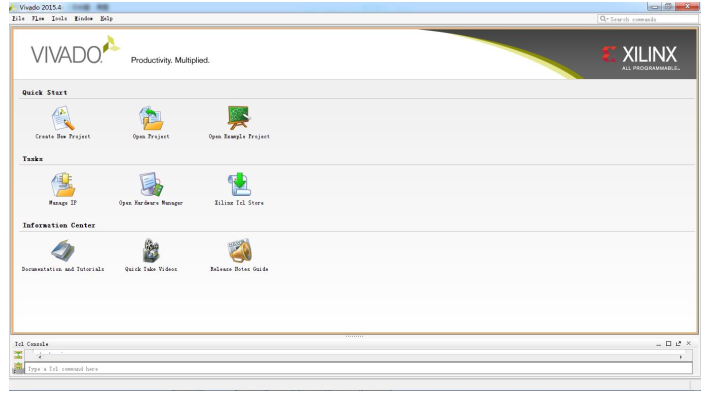 Vivado 2015.4
File Flow Tools Window Help
Search commands
VIVADO. Productivity. Multiplied.
XILINX
ALL PROGRAMMABLE.
Quick Start
Create New Project Open Project Open Example Project
Tasks
Manage IP Open Hardware Manager Xilinx Tcl Store
Information Center
Documentation and Tutorials Quick Take Videos Release Notes Guide
Tcl Console
Type a Tcl command here